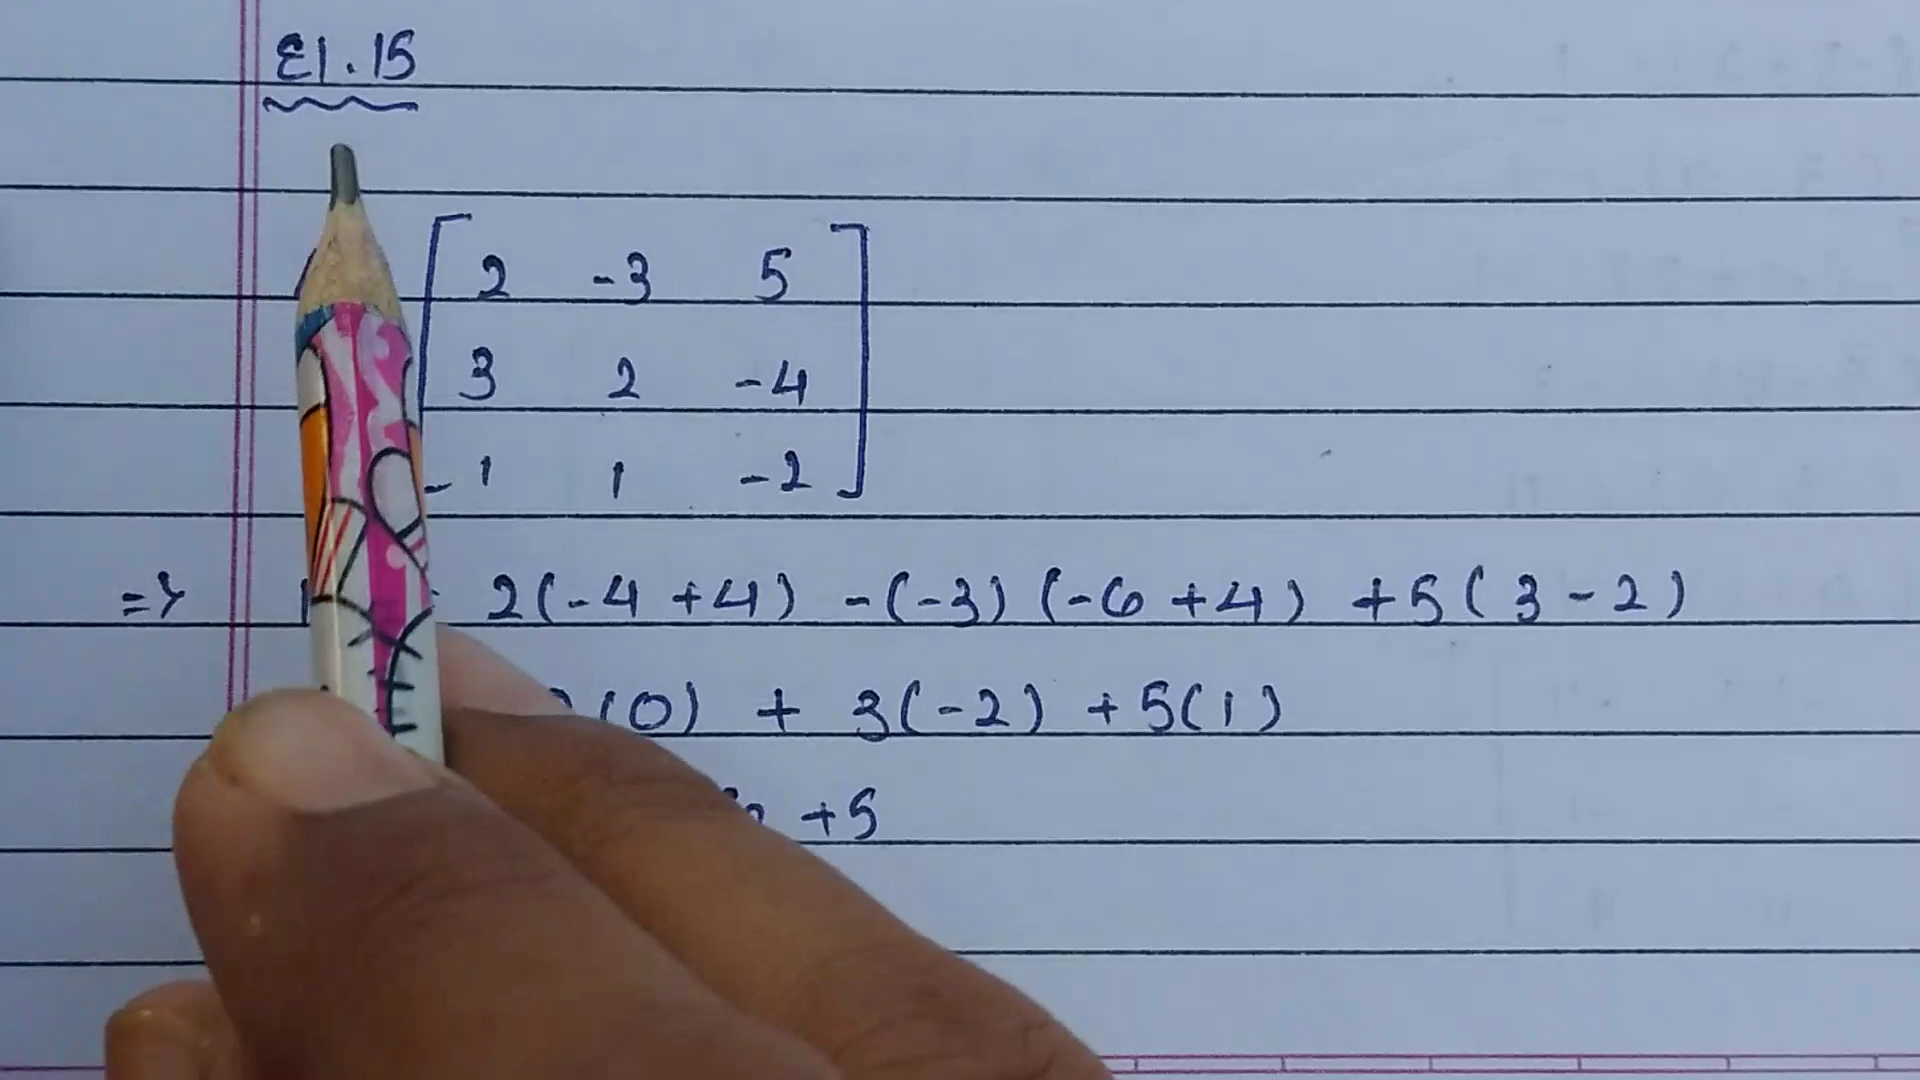 E1.15
[ 2 -3 5 ]
3 2 -4
- 1 1 -2
=> 2(-4+4) -(-3) (-6+4) +5(3-2)
(0) + 3(-2) +5(1)
+5